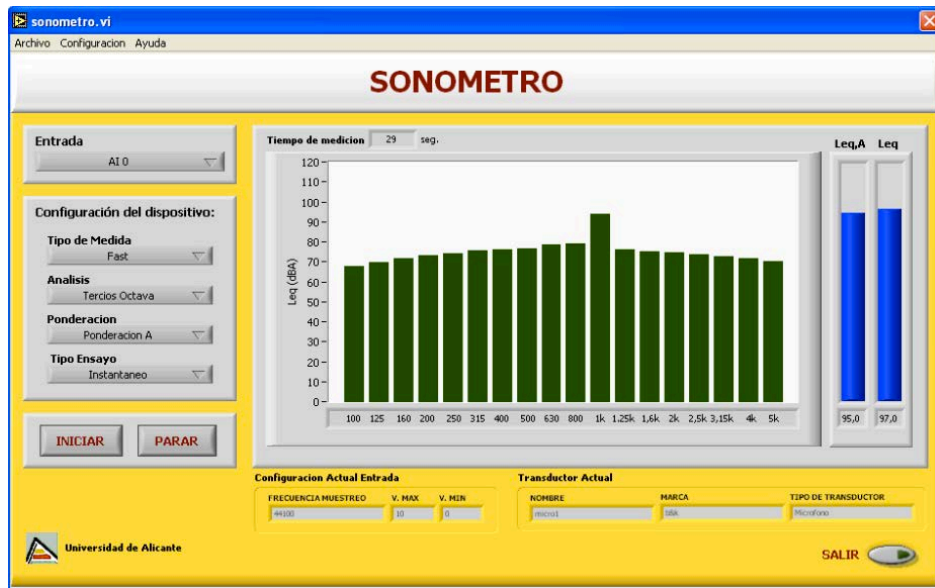 sonometro.vi
Archivo Configuracion Ayuda
SONOMETRO
Entrada
AI 0
Configuración del dispositivo:
Tipo de Medida
Fast
Analisis
Tercios Octava
Ponderacion
Ponderacion A
Tipo Ensayo
Instantaneo
INICIAR PARAR
Tiempo de medicion 29 seg.
Leq (dBA)
120
110
100
90
80
70
60
50
40
30
20
10
0
100 125 160 200 250 315 400 500 630 800 1k 1.25k 1,6k 2k 2,5k 3,15k 4k 5k
Leq,A Leq
95,0 97,0
Configuracion Actual Entrada
FRECUENCIA MUESTREO V. MAX V. MIN
44100 10 0
Transductor Actual
NOMBRE MARCA TIPO DE TRANSDUCTOR
micro1 Microfono
Universidad de Alicante
SALIR